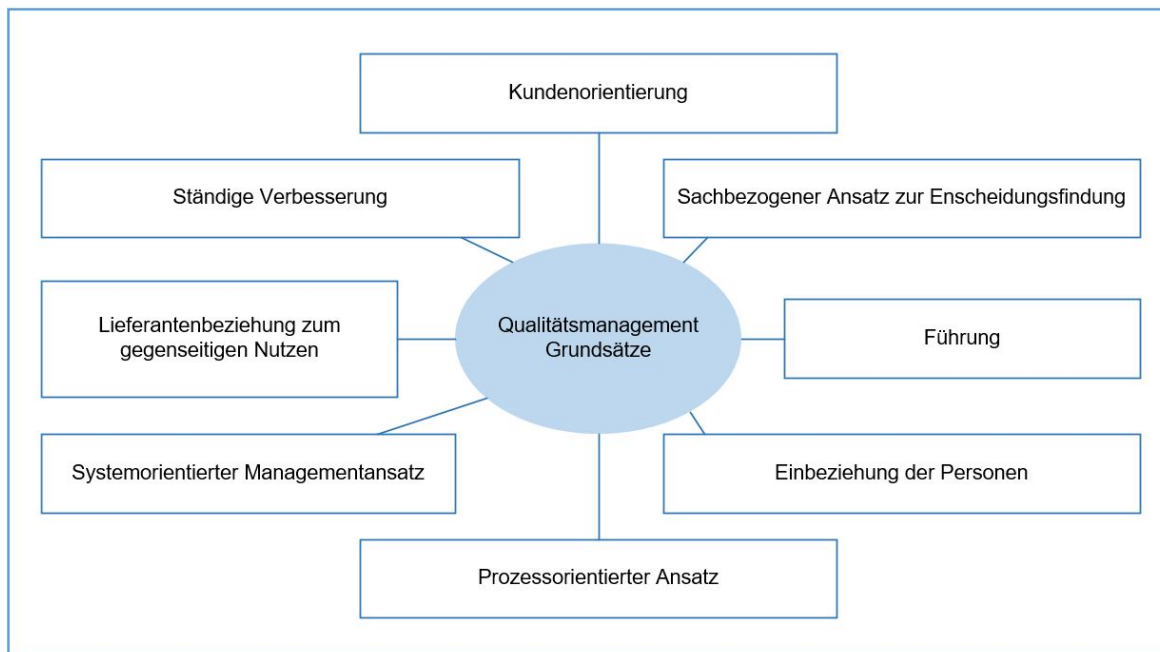 Kundenorientierung
Ständige Verbesserung
Sachbezogener Ansatz zur Enscheidungsfindung
Lieferantenbeziehung zum
gegenseitigen Nutzen
Qualitätsmanagement
Grundsätze
Führung
Systemorientierter Managementansatz
Einbeziehung der Personen
Prozessorientierter Ansatz